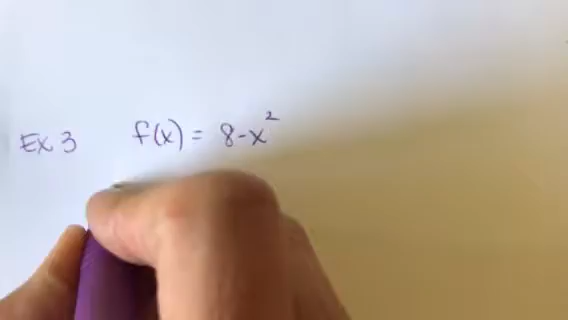 Ex 3 f(x) = 8-x²